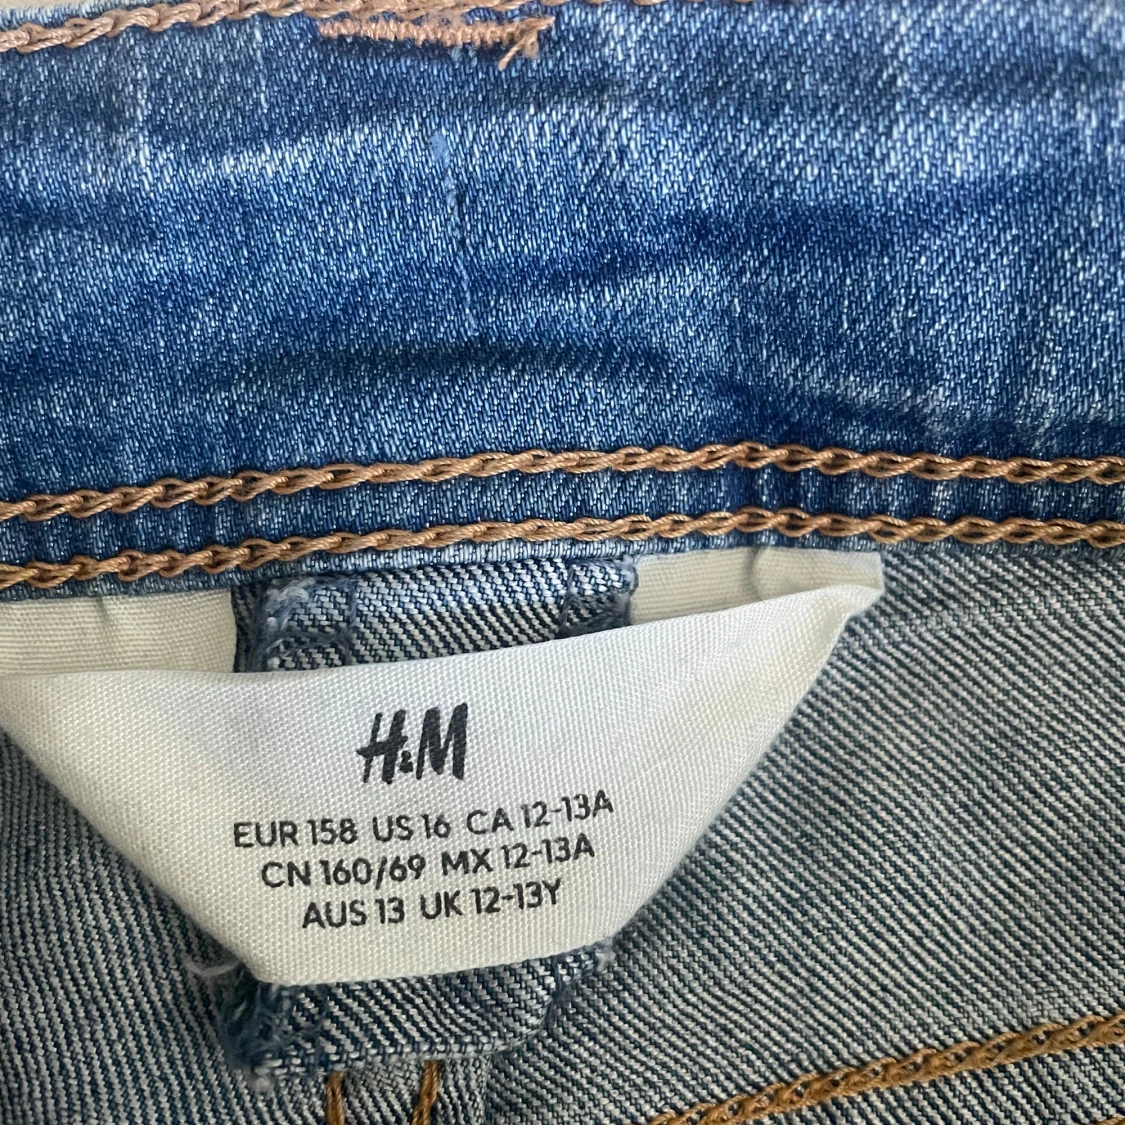 H&M
EUR 158 US 16 CA 12-13A
CN 160/69 MX 12-13A
AUS 13 UK 12-13Y